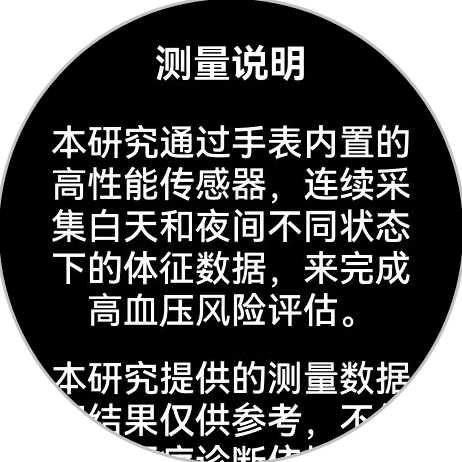 测量说明
本研究通过手表内置的
高性能传感器，连续采
集白天和夜间不同状态
下的体征数据，来完成
高血压风险评估。
本研究提供的测量数据
结果仅供参考，不
诊断依